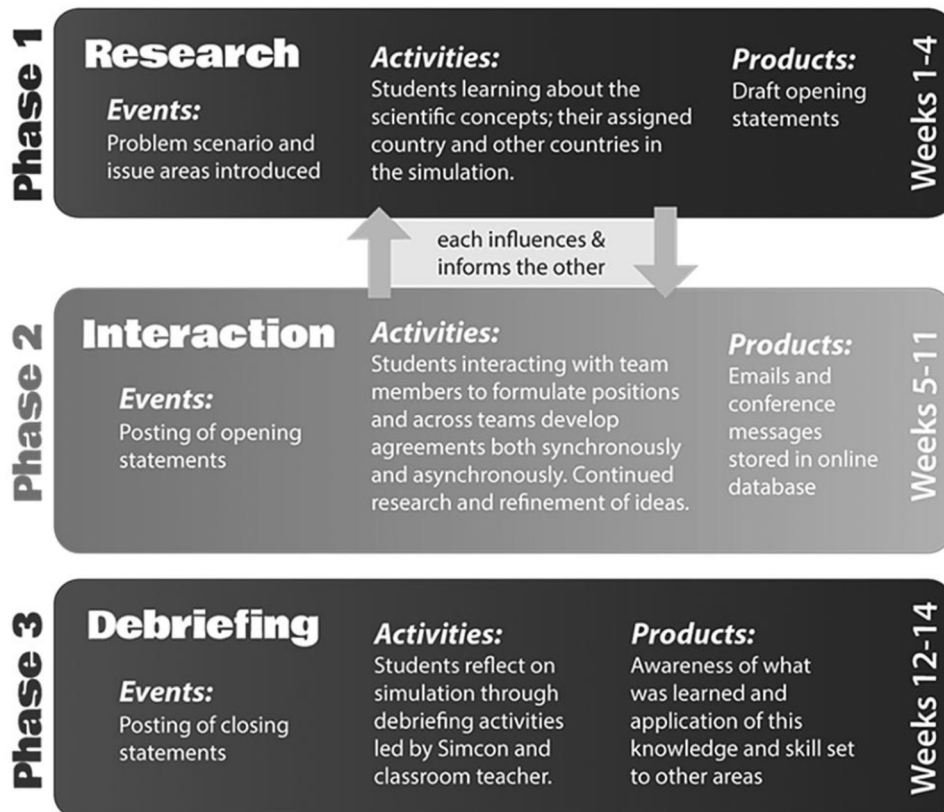 Phase 1
Research
Events:
Problem scenario and
issue areas introduced
Activities:
Students learning about the
scientific concepts; their assigned
country and other countries in
the simulation.
Products:
Draft opening
statements
Weeks 1-4
each influences &
informs the other
Phase 2
Interaction
Events:
Posting of opening
statements
Activities:
Students interacting with team
members to formulate positions
and across teams develop
agreements both synchronously
and asynchronously. Continued
research and refinement of ideas.
Products:
Emails and
conference
messages
stored in online
database
Weeks 5-11
Phase 3
Debriefing
Events:
Posting of closing
statements
Activities:
Students reflect on
simulation through
debriefing activities
led by Simcon and
classroom teacher.
Products:
Awareness of what
was learned and
application of this
knowledge and skill set
to other areas
Weeks 12-14